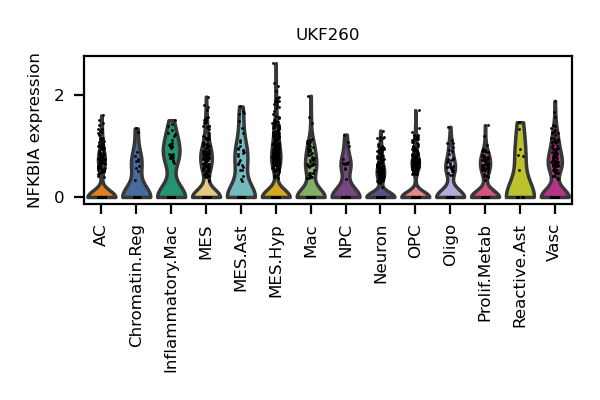 UKF260
NFKBIA expression
2
0
AC
Chromatin.Reg
Inflammatory.Mac
MES
MES.Ast
MES.Hyp
Mac
NPC
Neuron
OPC
Oligo
Prolif.Metab
Reactive.Ast
Vasc